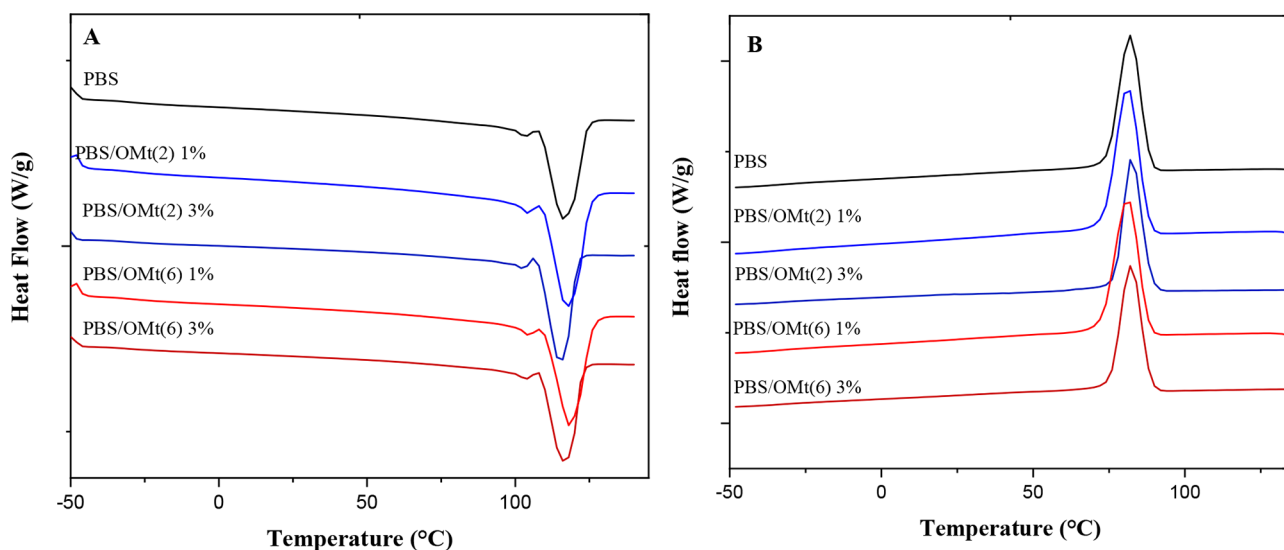 A
PBS
PBS/OMt(2) 1%
PBS/OMt(2) 3%
PBS/OMt(6) 1%
PBS/OMt(6) 3%
Heat Flow (W/g)
-50
0
50
100
Temperature (°C)
B
PBS
PBS/OMt(2) 1%
PBS/OMt(2) 3%
PBS/OMt(6) 1%
PBS/OMt(6) 3%
Heat flow (W/g)
-50
0
50
100
Temperature (°C)